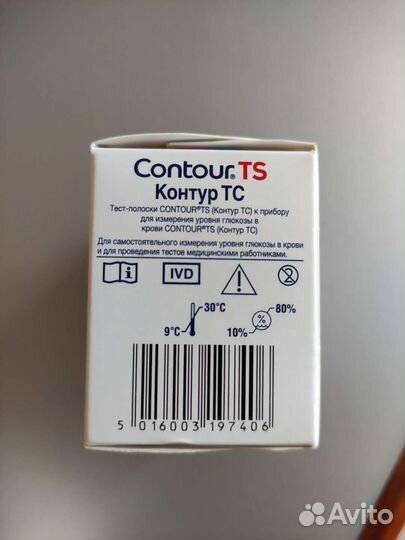 Contour® TS
Контур ТС
Тест-полоски CONTOUR®TS (Контур ТС) к прибору
для измерения уровня глюкозы в
крови CONTOUR®TS (Контур ТС)
Для самостоятельного измерения уровня глюкозы в крови
и для проведения тестов медицинскими работниками.
i IVD 2
30°C 80%
9°C % 10%
5 016003 197406
Avito